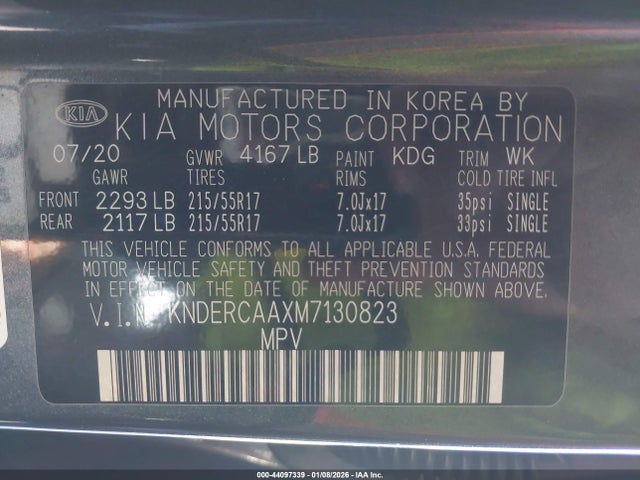 MANUFACTURED IN KOREA BY
KIA KIA MOTORS CORPORATION
07/20 GVWR 4167 LB PAINT KDG TRIM WK
GAWR TIRES RIMS COLD TIRE INFL
FRONT 2293 LB 215/55R17 7.0Jx17 35psi SINGLE
REAR 2117 LB 215/55R17 7.0Jx17 33psi SINGLE
THIS VEHICLE CONFORMS TO ALL APPLICABLE U.S.A. FEDERAL
MOTOR VEHICLE SAFETY AND THEFT PREVENTION STANDARDS
IN EFFECT ON THE DATE OF MANUFACTURE SHOWN ABOVE.
V.I.N KNDERCAAXM7130823
MPV
000-44097339 | 01/08/2026 | IAA Inc.